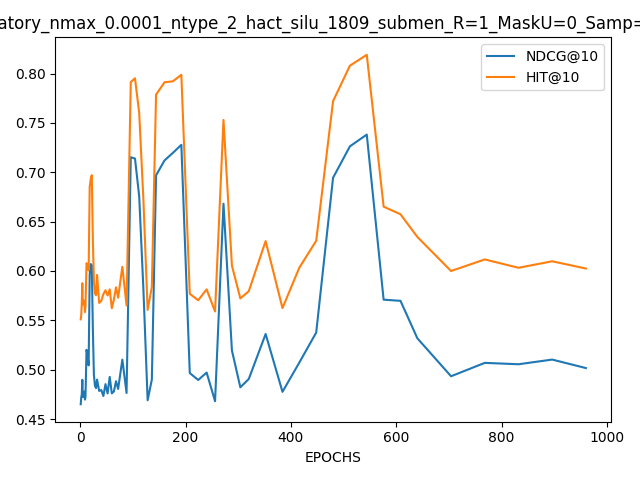 atory_nmax_0.0001_ntype_2_hact_silu_1809_submen_R=1_MaskU=0_Samp=
NDCG@10
HIT@10
0.80
0.75
0.70
0.65
0.60
0.55
0.50
0.45
0 200 400 600 800 1000
EPOCHS